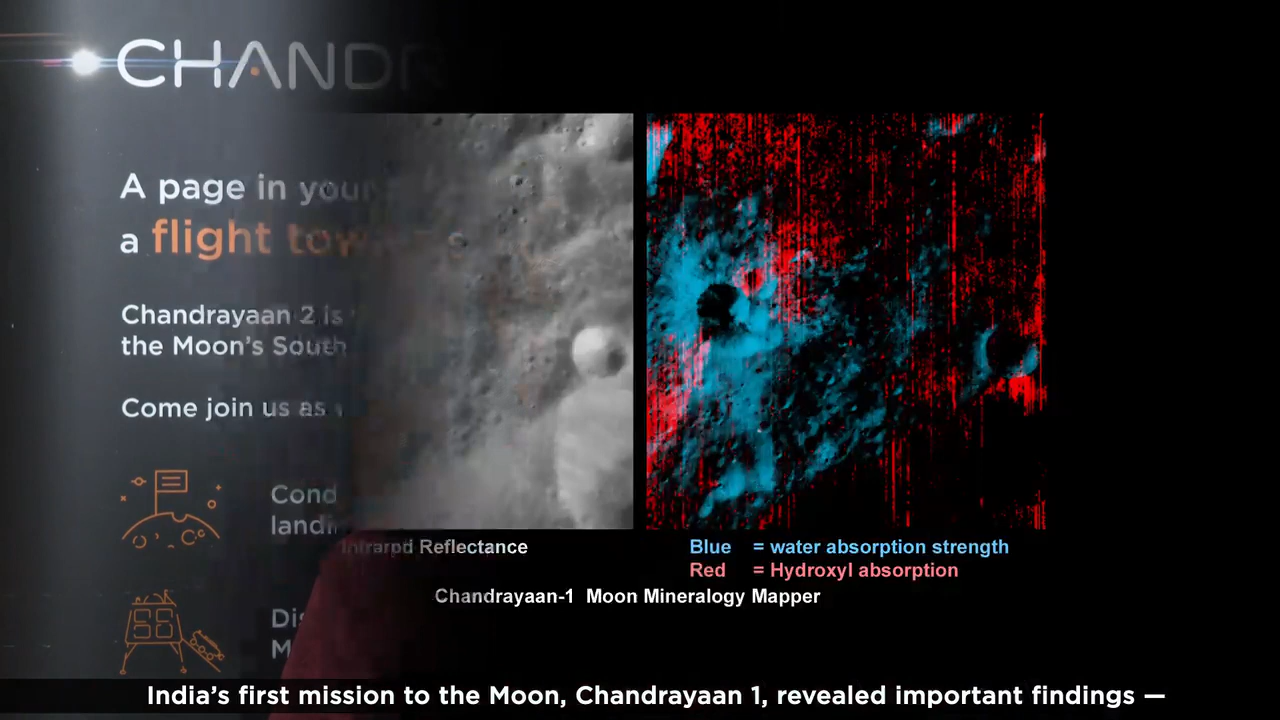 CHANDR
A page in your
a flight tow
Chandrayaan 2 is
the Moon's South
Come join us as
Cond
landi
Dis
M
Infrared Reflectance
Blue = water absorption strength
Red = Hydroxyl absorption
Chandrayaan-1 Moon Mineralogy Mapper
India's first mission to the Moon, Chandrayaan 1, revealed important findings —